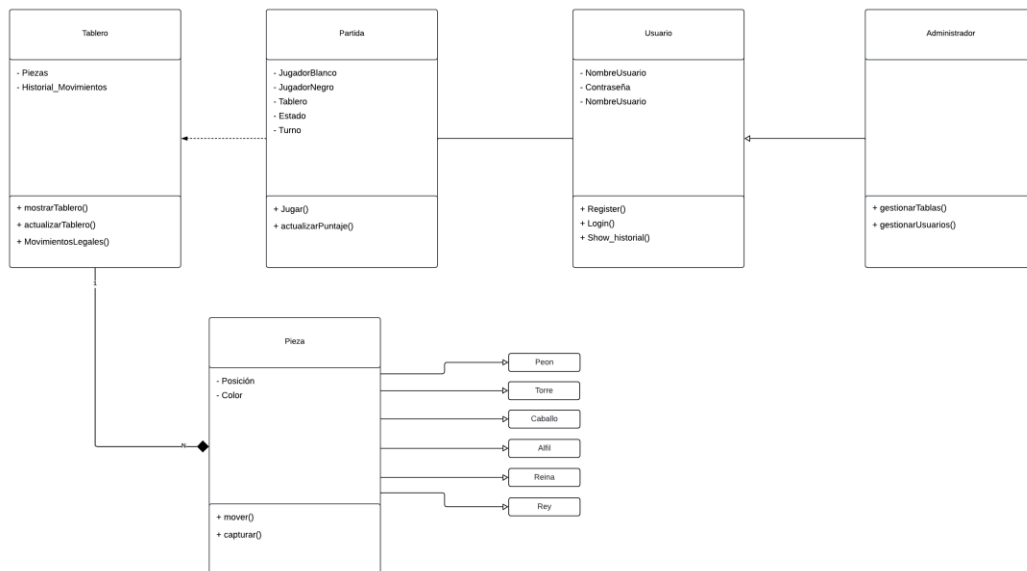 Tablero
- Piezas
- Historial_Movimientos
+ mostrarTablero()
+ actualizarTablero()
+ MovimientosLegales()
Partida
- JugadorBlanco
- JugadorNegro
- Tablero
- Estado
- Turno
+ Jugar()
+ actualizarPuntaje()
Usuario
- NombreUsuario
- Contraseña
- NombreUsuario
+ Register()
+ Login()
+ Show_historial()
Administrador
+ gestionarTablas()
+ gestionarUsuarios()
N
Pieza
- Posición
- Color
+ mover()
+ capturar()
Peon
Torre
Caballo
Alfil
Reina
Rey